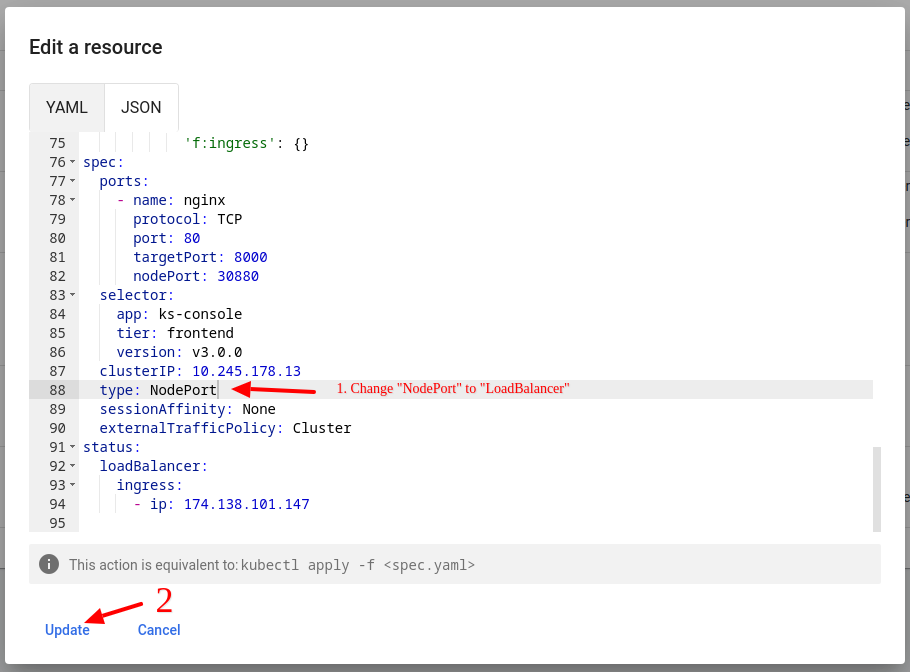 Edit a resource
YAML JSON
75 'f:ingress': {}
76 spec:
77 ports:
78 - name: nginx
79 protocol: TCP
80 port: 80
81 targetPort: 8000
82 nodePort: 30880
83 selector:
84 app: ks-console
85 tier: frontend
86 version: v3.0.0
87 clusterIP: 10.245.178.13
88 type: NodePort 1. Change "NodePort" to "LoadBalancer"
89 sessionAffinity: None
90 externalTrafficPolicy: Cluster
91 status:
92 loadBalancer:
93 ingress:
94 - ip: 174.138.101.147
95
This action is equivalent to: kubectl apply -f <spec.yaml>
2
Update Cancel